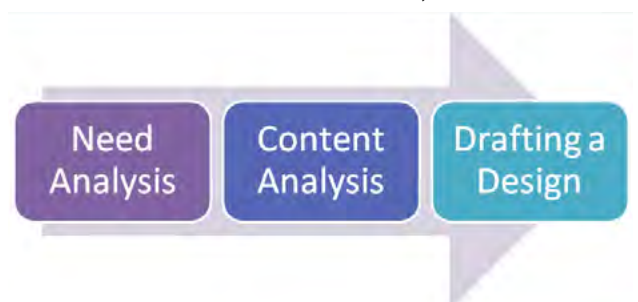 Need
Analysis
Content
Analysis
Drafting a
Design